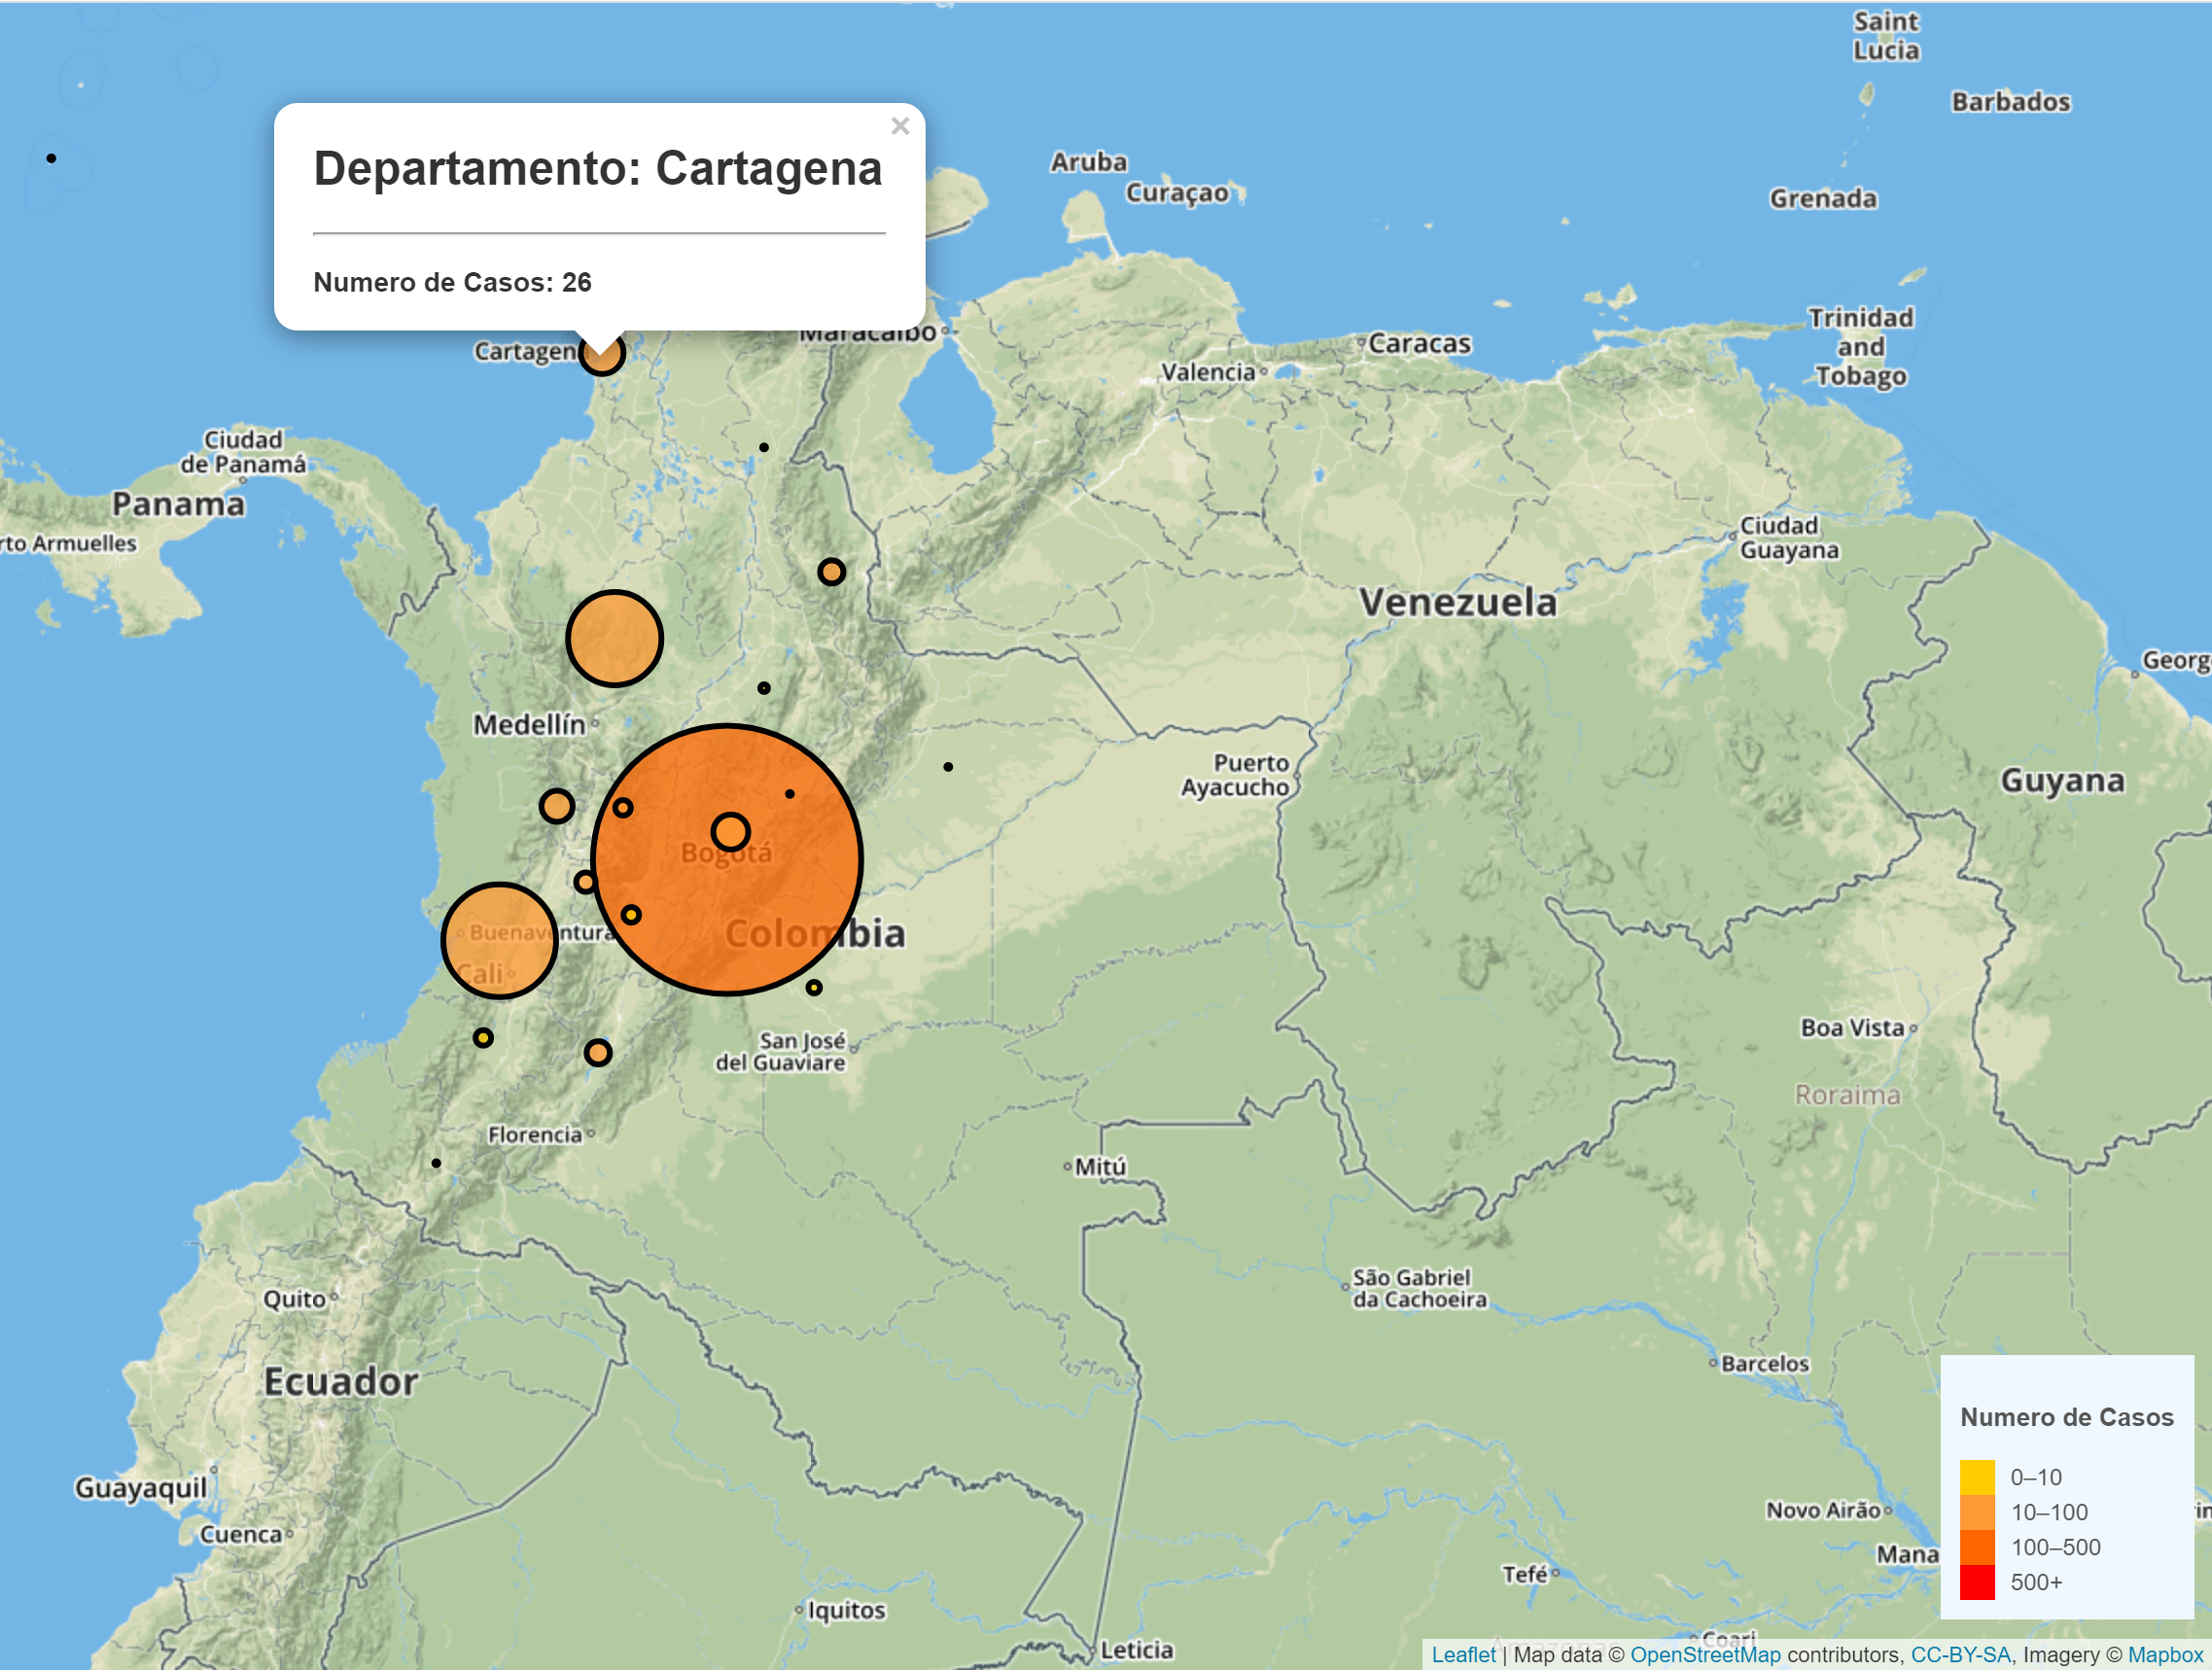 Saint
Lucia
Barbados
Departamento: Cartagena
Numero de Casos: 26
Aruba
Curaçao
Grenada
Maracaibo
Cartagen
Caracas
Valencia
Trinidad
and
Tobago
Ciudad
de Panamá
Panama
rto Armuelles
Ciudad
Guayana
Venezuela
Georg
Medellín
Puerto
Ayacucho
Guyana
Bogotá
Buenaventura
Colombia
Cali
San José
del Guaviare
Boa Vista
Roraima
Florencia
Mitú
São Gabriel
da Cachoeira
Quito
Barcelos
Ecuador
Numero de Casos
0–10
10–100
100–500
500+
Guayaquil
Cuenca
Novo Airão
Mana
Tefé
Iquitos
Coari
Leticia
Leaflet | Map data © OpenStreetMap contributors, CC-BY-SA, Imagery © Mapbox